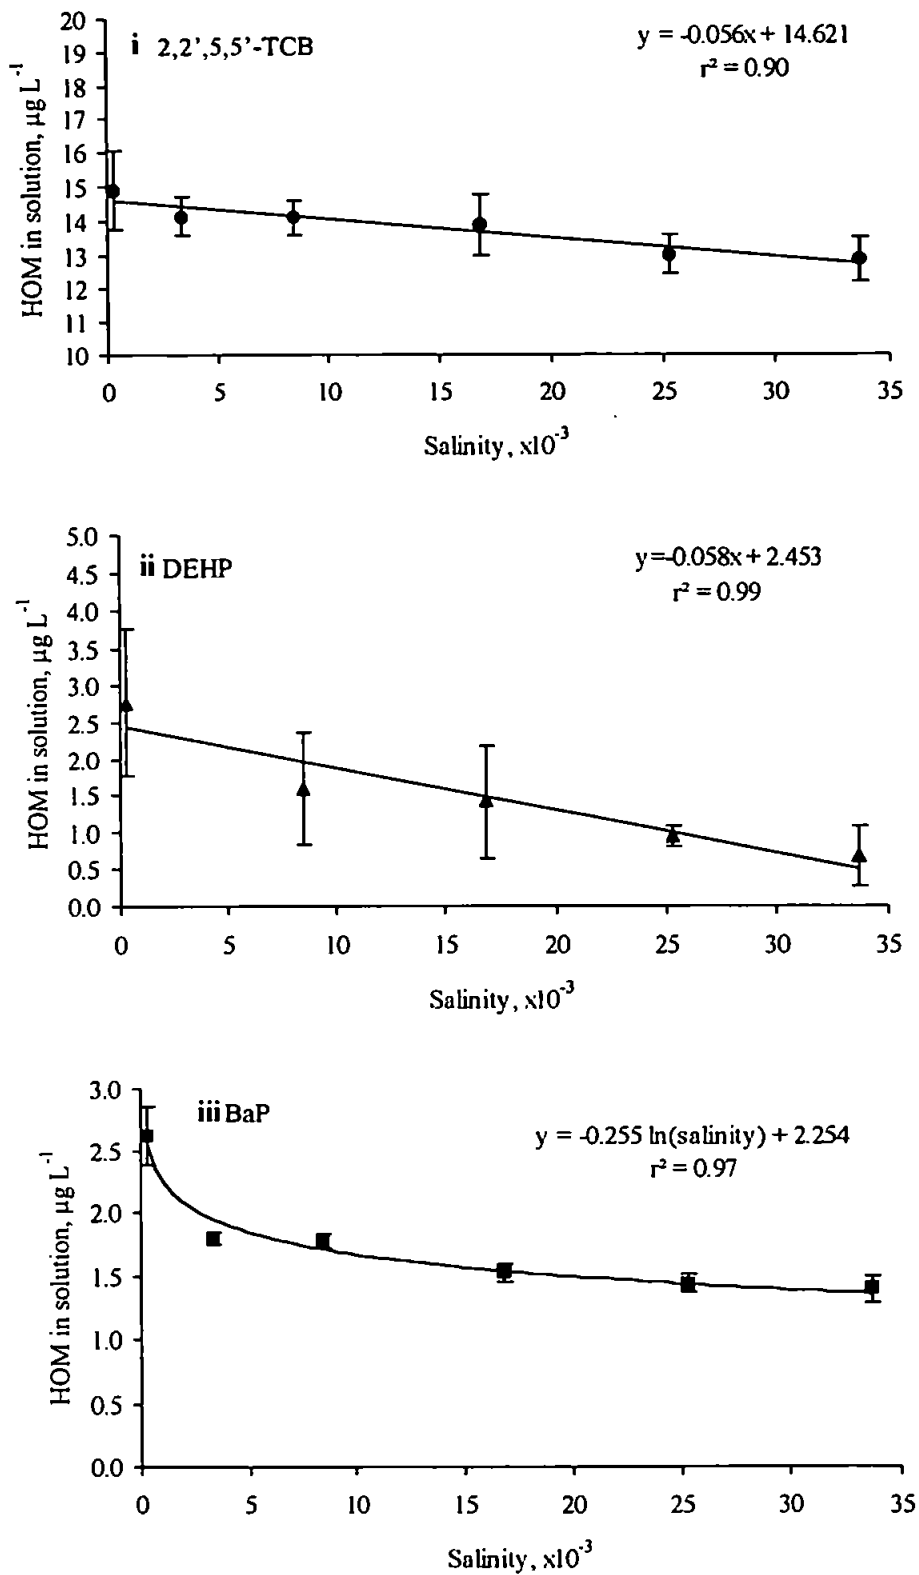 i 2,2’,5,5’-TCB
y = -0.056x + 14.621
r² = 0.90
HOM in solution, µg L⁻¹
20
19
18
17
16
15
14
13
12
11
10
0 5 10 15 20 25 30 35
Salinity, x10⁻³
ii DEHP
y=-0.058x + 2.453
r² = 0.99
HOM in solution, µg L⁻¹
5.0
4.5
4.0
3.5
3.0
2.5
2.0
1.5
1.0
0.5
0.0
0 5 10 15 20 25 30 35
Salinity, x10⁻³
iii BaP
y = -0.255 ln(salinity) + 2.254
r² = 0.97
HOM in solution, µg L⁻¹
3.0
2.5
2.0
1.5
1.0
0.5
0.0
0 5 10 15 20 25 30 35
Salinity, x10⁻³